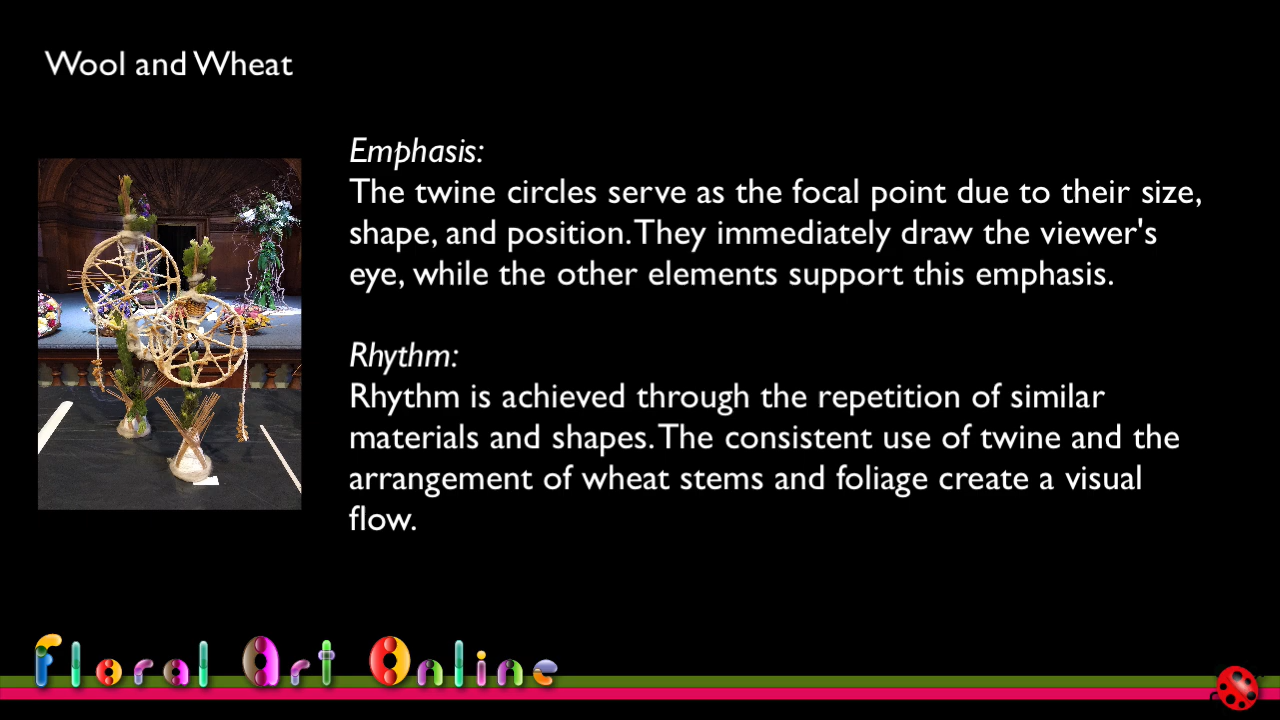 Wool and Wheat
Emphasis:
The twine circles serve as the focal point due to their size,
shape, and position. They immediately draw the viewer's
eye, while the other elements support this emphasis.
Rhythm:
Rhythm is achieved through the repetition of similar
materials and shapes. The consistent use of twine and the
arrangement of wheat stems and foliage create a visual
flow.
Floral Art Online